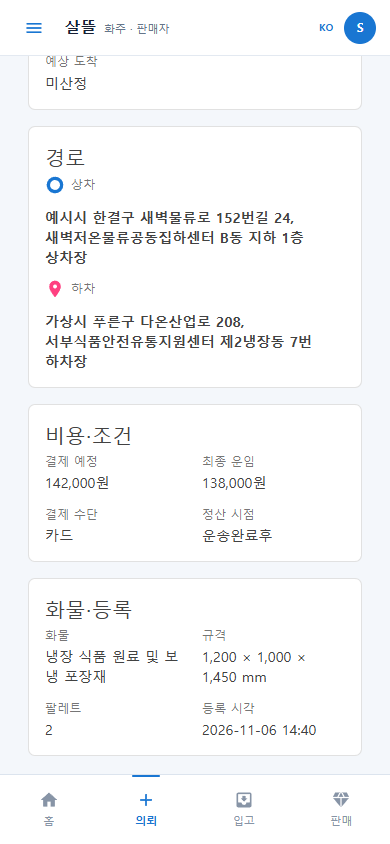 살뜰 화주 · 판매자 KO S
예상 도착
미산정
경로
상차
예시시 한결구 새벽물류로 152번길 24,
새벽저온물류공동집하센터 B동 지하 1층
상차장
하차
가상시 푸른구 다온산업로 208,
서부식품안전유통지원센터 제2냉장동 7번
하차장
비용·조건
결제 예정 최종 운임
142,000원 138,000원
결제 수단 정산 시점
카드 운송완료후
화물·등록
화물 규격
냉장 식품 원료 및 보 1,200 × 1,000 ×
냉 포장재 1,450 mm
팔레트 등록 시각
2 2026-11-06 14:40
홈 의뢰 입고 판매